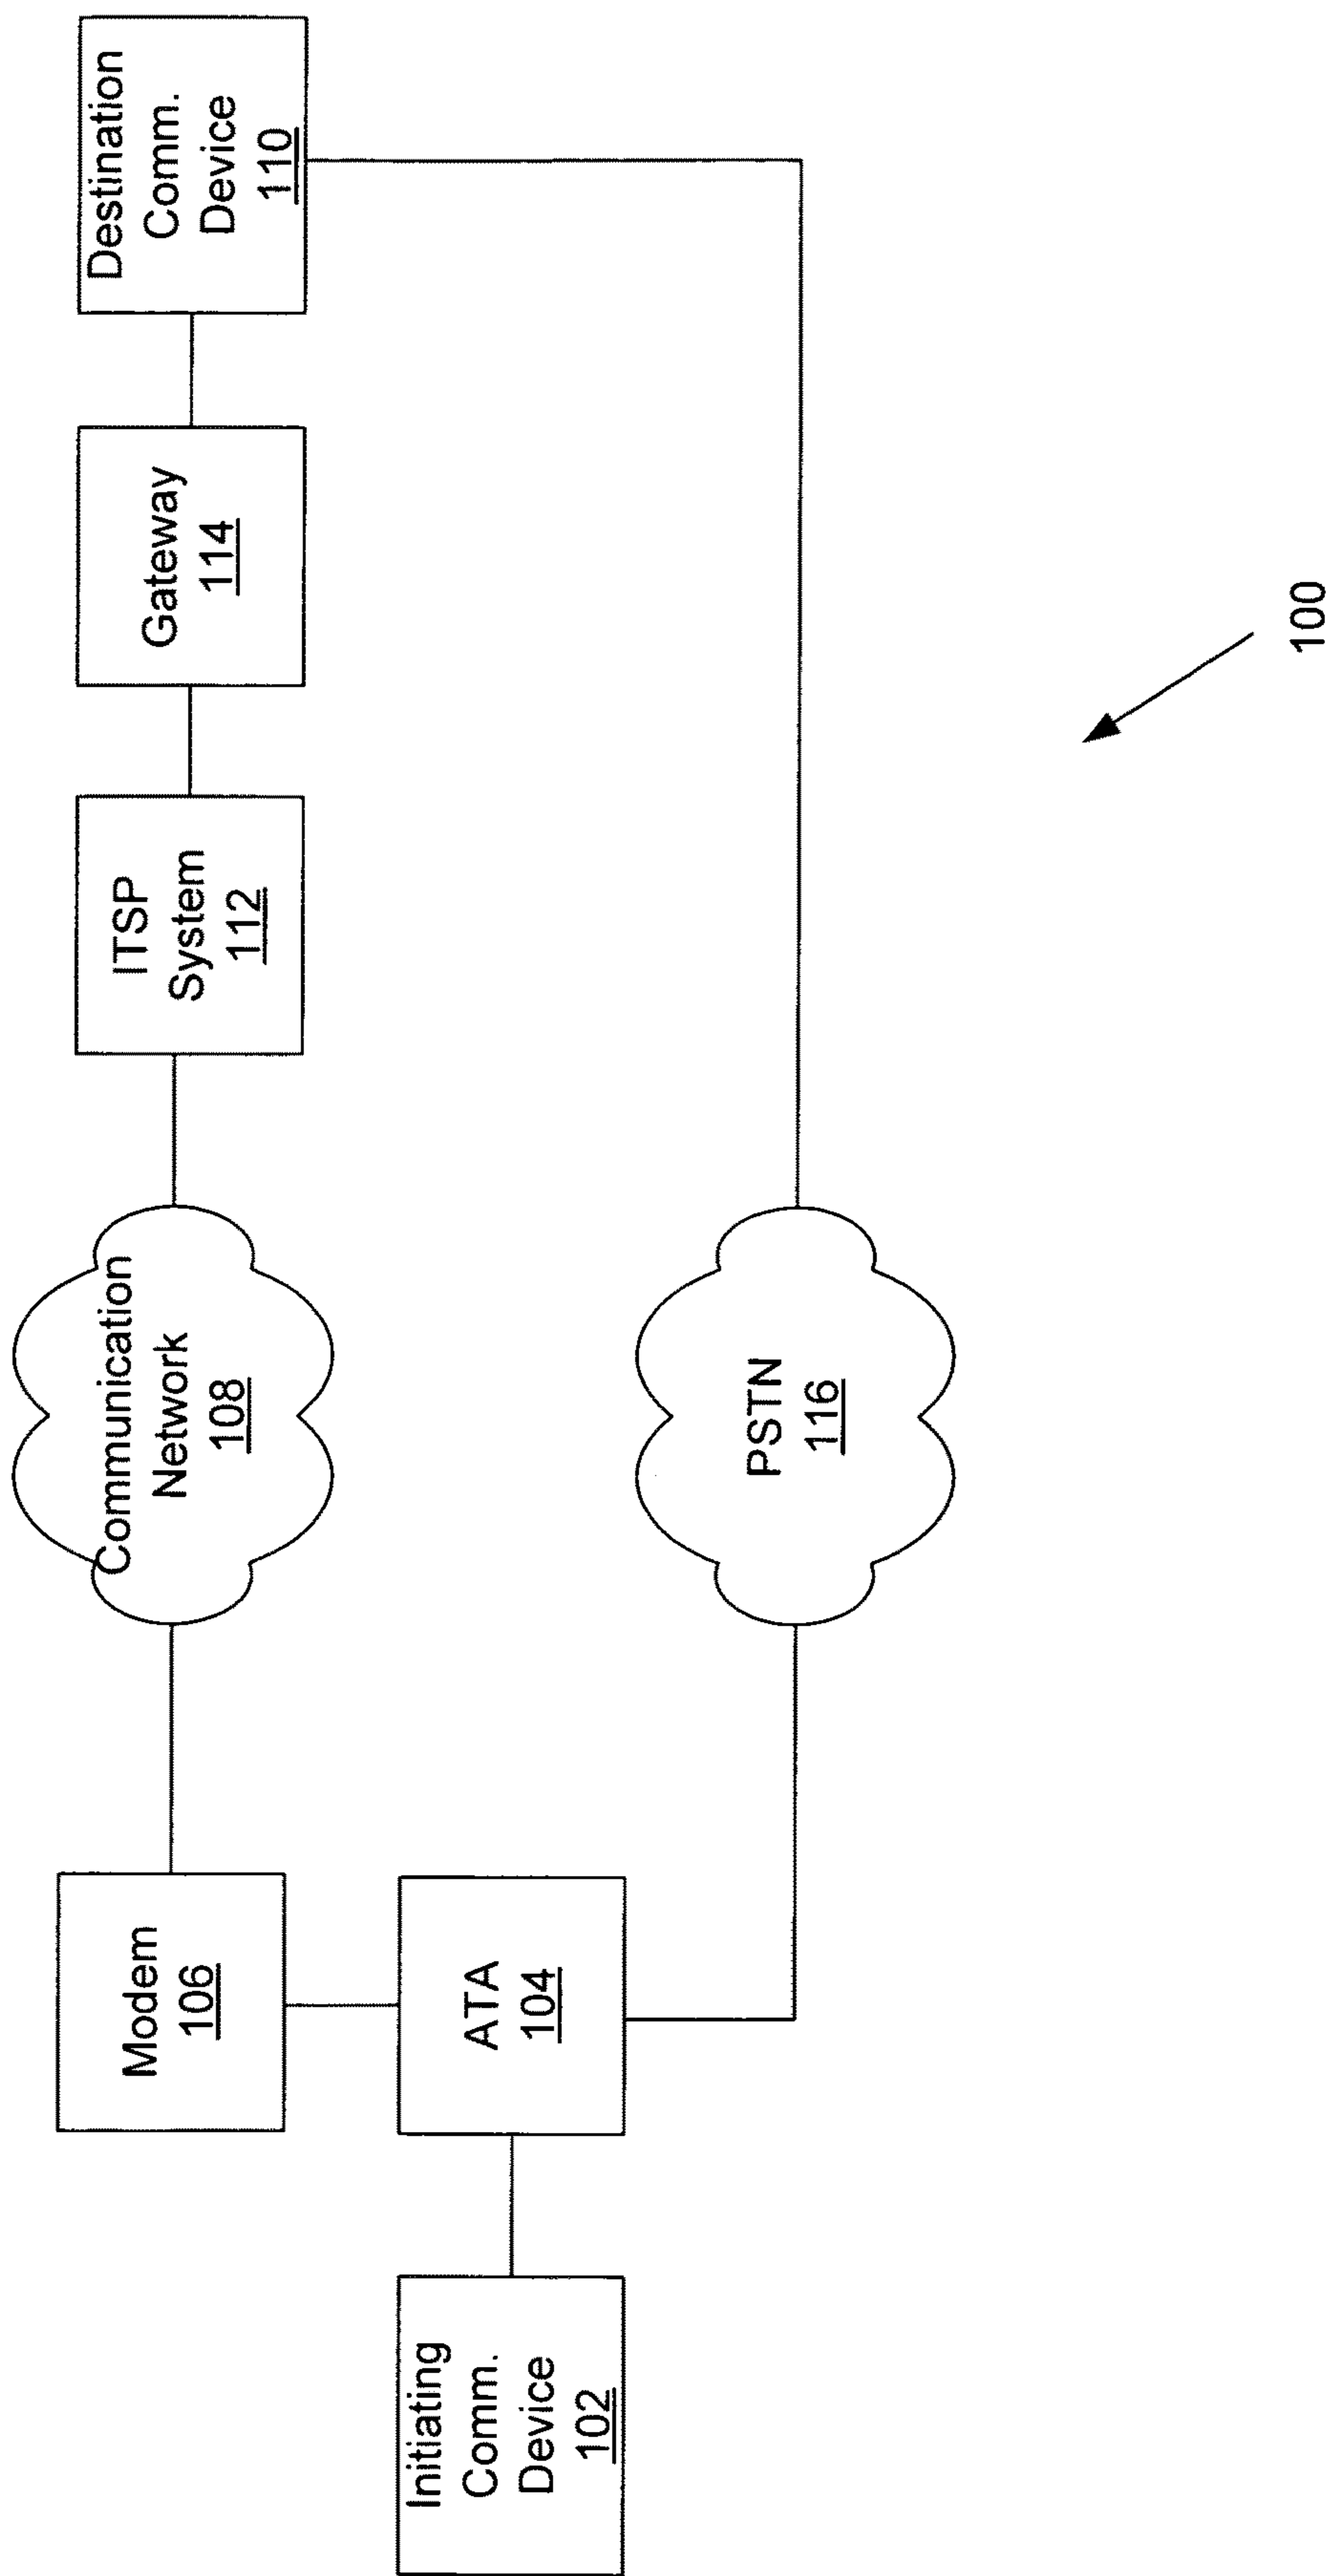 Modem
106
Communication
Network
108
ITSP
System
112
Gateway
114
Destination
Comm.
Device
110
Initiating
Comm.
Device
102
ATA
104
PSTN
116
100